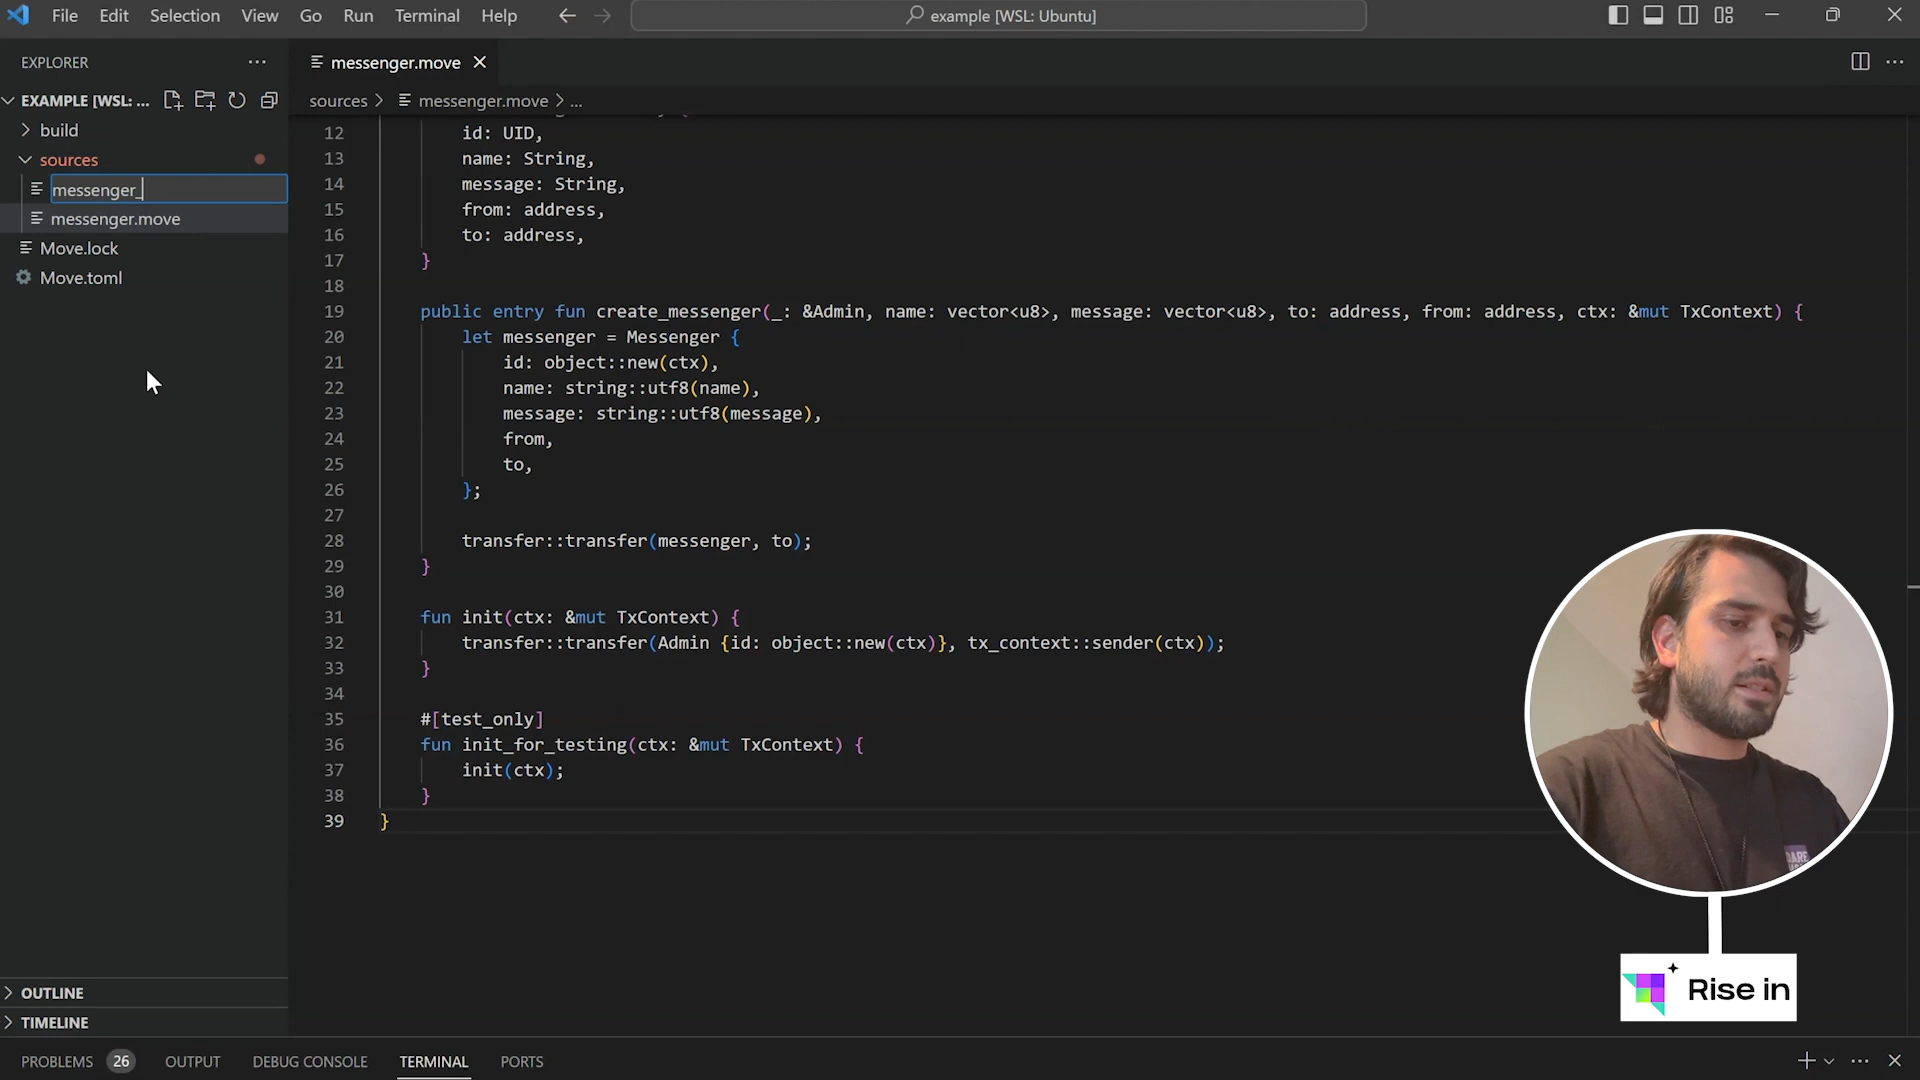 File Edit Selection View Go Run Terminal Help
example [WSL: Ubuntu]
EXPLORER
EXAMPLE [WSL: ...
build
sources
messenger_
messenger.move
Move.lock
Move.toml
OUTLINE
TIMELINE
messenger.move
sources > messenger.move > ...
12 id: UID,
13 name: String,
14 message: String,
15 from: address,
16 to: address,
17 }
18
19 public entry fun create_messenger(_: &Admin, name: vector<u8>, message: vector<u8>, to: address, from: address, ctx: &mut TxContext) {
20 let messenger = Messenger {
21 id: object::new(ctx),
22 name: string::utf8(name),
23 message: string::utf8(message),
24 from,
25 to,
26 };
27
28 transfer::transfer(messenger, to);
29 }
30
31 fun init(ctx: &mut TxContext) {
32 transfer::transfer(Admin {id: object::new(ctx)}, tx_context::sender(ctx));
33 }
34
35 #[test_only]
36 fun init_for_testing(ctx: &mut TxContext) {
37 init(ctx);
38 }
39 }
Rise in
PROBLEMS 26 OUTPUT DEBUG CONSOLE TERMINAL PORTS